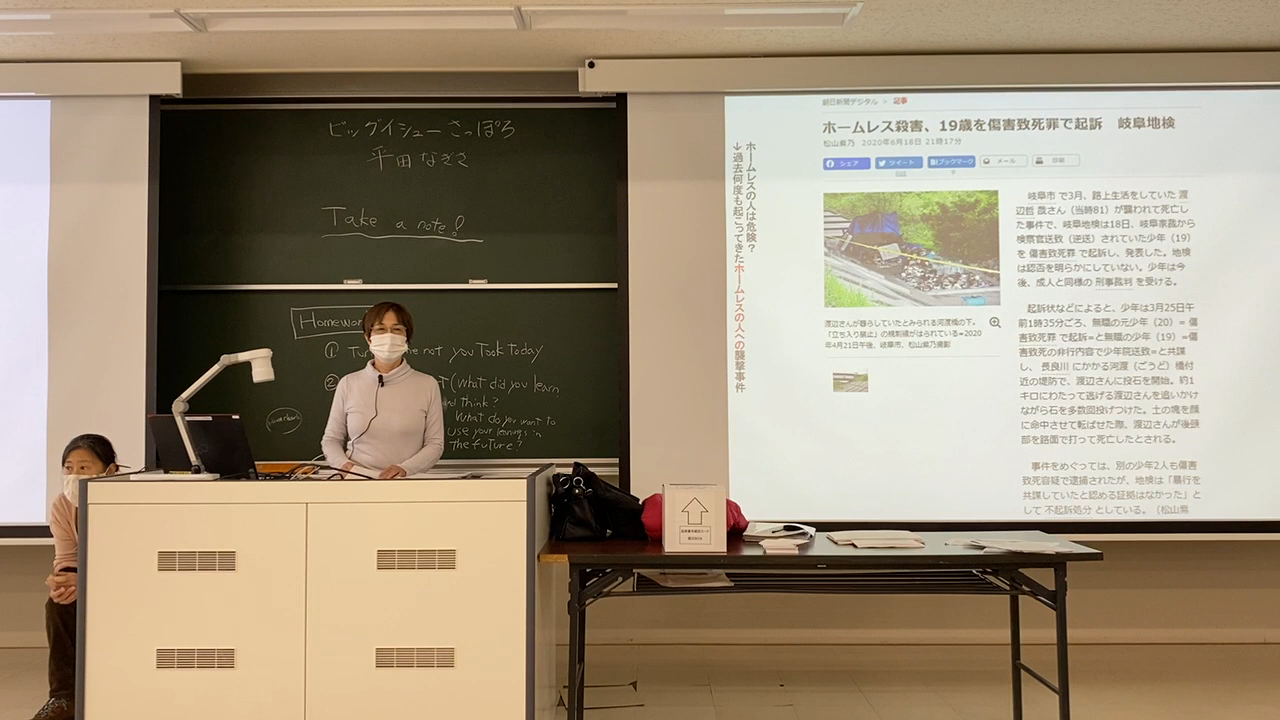 ビッグイシューさっぽろ
平田なぎさ
Take a note!
Homewor
① Tur
not you Took Today
②
(What did you learn
and think?
What do you want to
use your learnings in
The future?
ホームレスの人は危険?
↓過去何度も起こってきたホームレスの人への襲撃事件
朝日新聞デジタル > 記事
ホームレス殺害、19歳を傷害致死罪で起訴 岐阜地検
松山紫乃 2020年6月18日 21時17分
シェア ツイート ブックマーク メール 印刷
渡辺さんが暮らしていたとみられる河渡橋の下。
「立ち入り禁止」の規制線がはられている=2020
年4月21日午後、岐阜市、松山紫乃撮影
岐阜市で3月、路上生活をしていた渡
辺哲哉さん(当時81)が襲われて死亡し
た事件で、岐阜地検は18日、岐阜家裁から
検察官送致(逆送)されていた少年(19)
を傷害致死罪で起訴し、発表した。地検
は認否を明らかにしていない。少年は今
後、成人と同様の刑事裁判を受ける。
起訴状などによると、少年は3月25日午
前1時35分ごろ、無職の元少年(20)=傷
害致死罪で起訴=と無職の少年(19)=傷
害致死の非行内容で少年院送致=と共謀
し、長良川にかかる河渡(ごうど)橋付
近の堤防で、渡辺さんに投石を開始。約1
キロにわたって逃げる渡辺さんを追いかけ
ながら石を多数回投げつけた。土の塊を顔
に命中させて転ばせた際、渡辺さんが後頭
部を路面で打って死亡したとされる。
事件をめぐっては、別の少年2人も傷害
致死容疑で逮捕されたが、地検は「暴行を
共謀していたと認める証拠はなかった」と
して不起訴処分としている。(松山紫